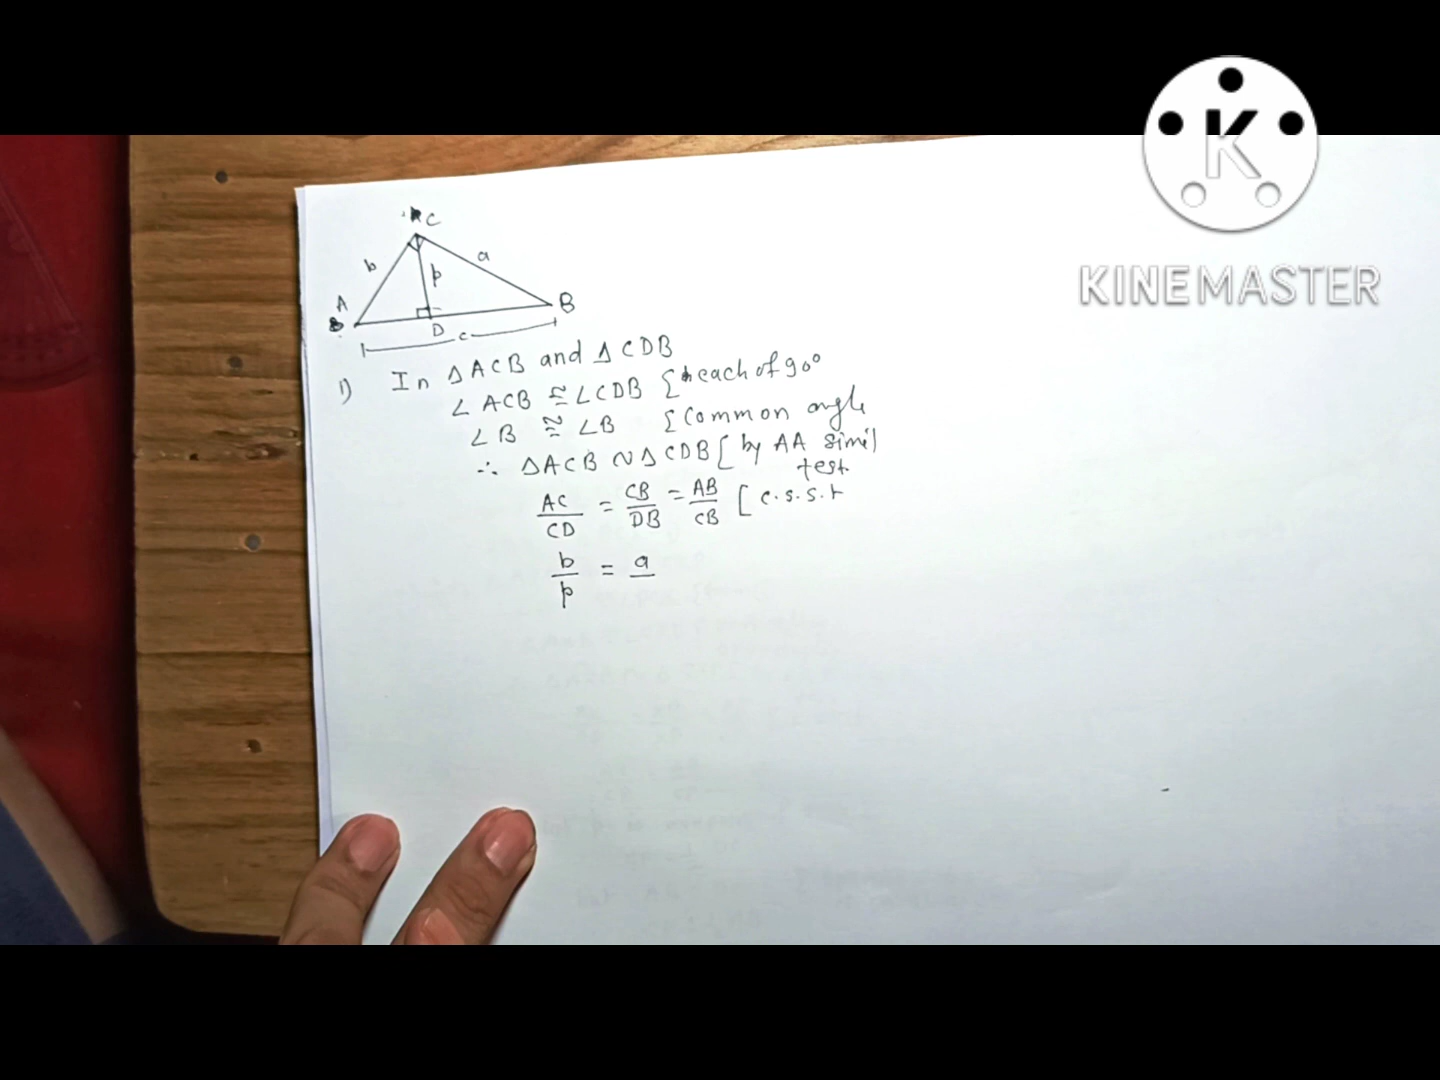 C
b
a
p
A
B
D
c
1) In △ACB and △CDB
∠ACB ≅ ∠CDB [each of 90°
∠B ≅ ∠B [common angle
∴ △ACB ~ △CDB [by AA simil
test
AC/CD = CB/DB = AB/CB [c.s.s.t
b/p = a
K
KINEMASTER